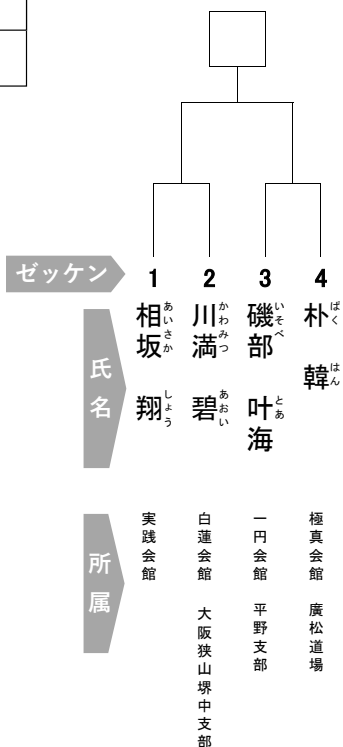 ゼッケン
1 2 3 4
氏名
相坂 翔
あいさか しょう
川満 碧
かわみつ あおい
磯部 叶海
いそべ とあ
朴 韓
ぱく はん
所属
実践会館
白蓮会館 大阪狭山堺中支部
一円会館 平野支部
極真会館 廣松道場